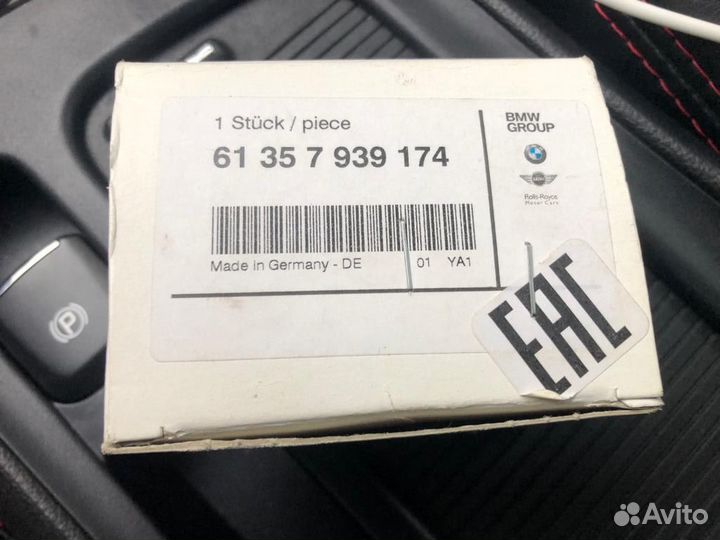 1 Stück / piece
61 35 7 939 174
Made in Germany - DE
01 YA1
BMW
GROUP
Rolls-Royce
Motor Cars
EAC
P
Avito